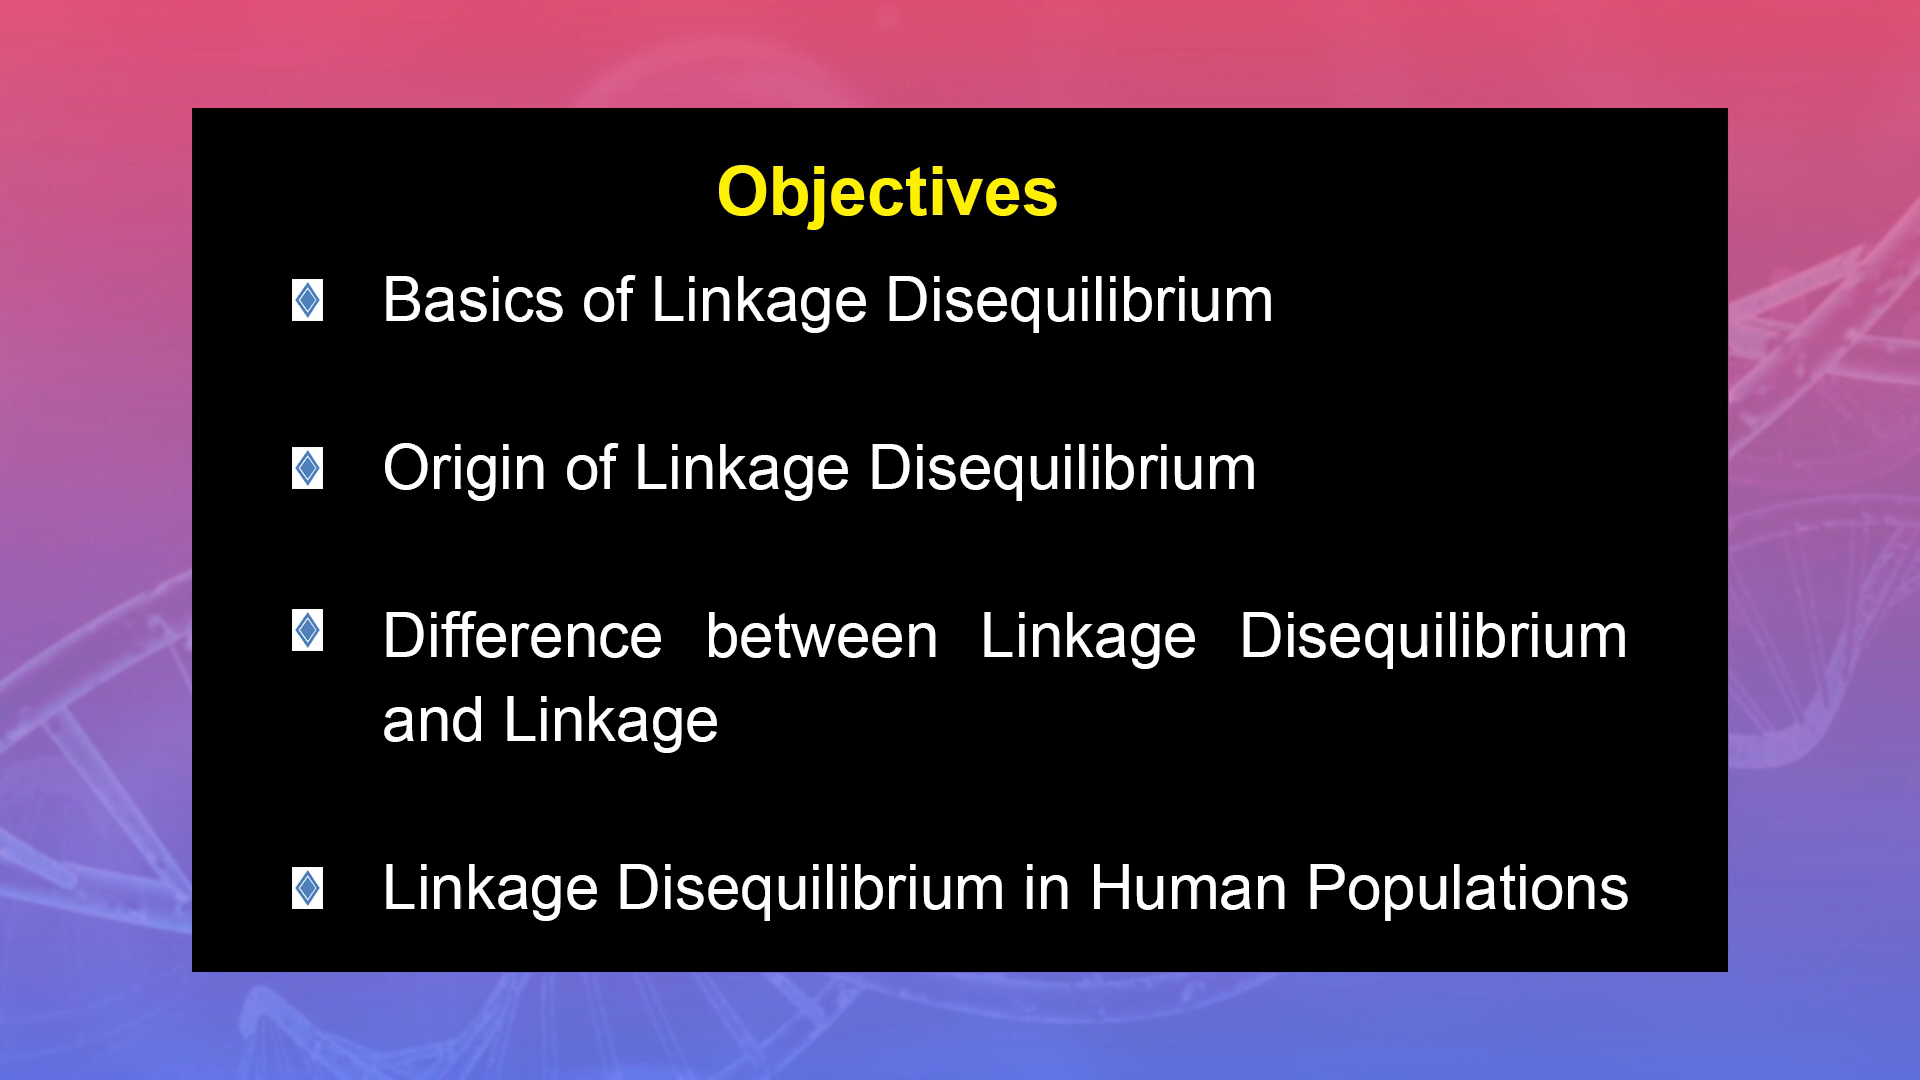 Objectives
Basics of Linkage Disequilibrium
Origin of Linkage Disequilibrium
Difference between Linkage Disequilibrium
and Linkage
Linkage Disequilibrium in Human Populations